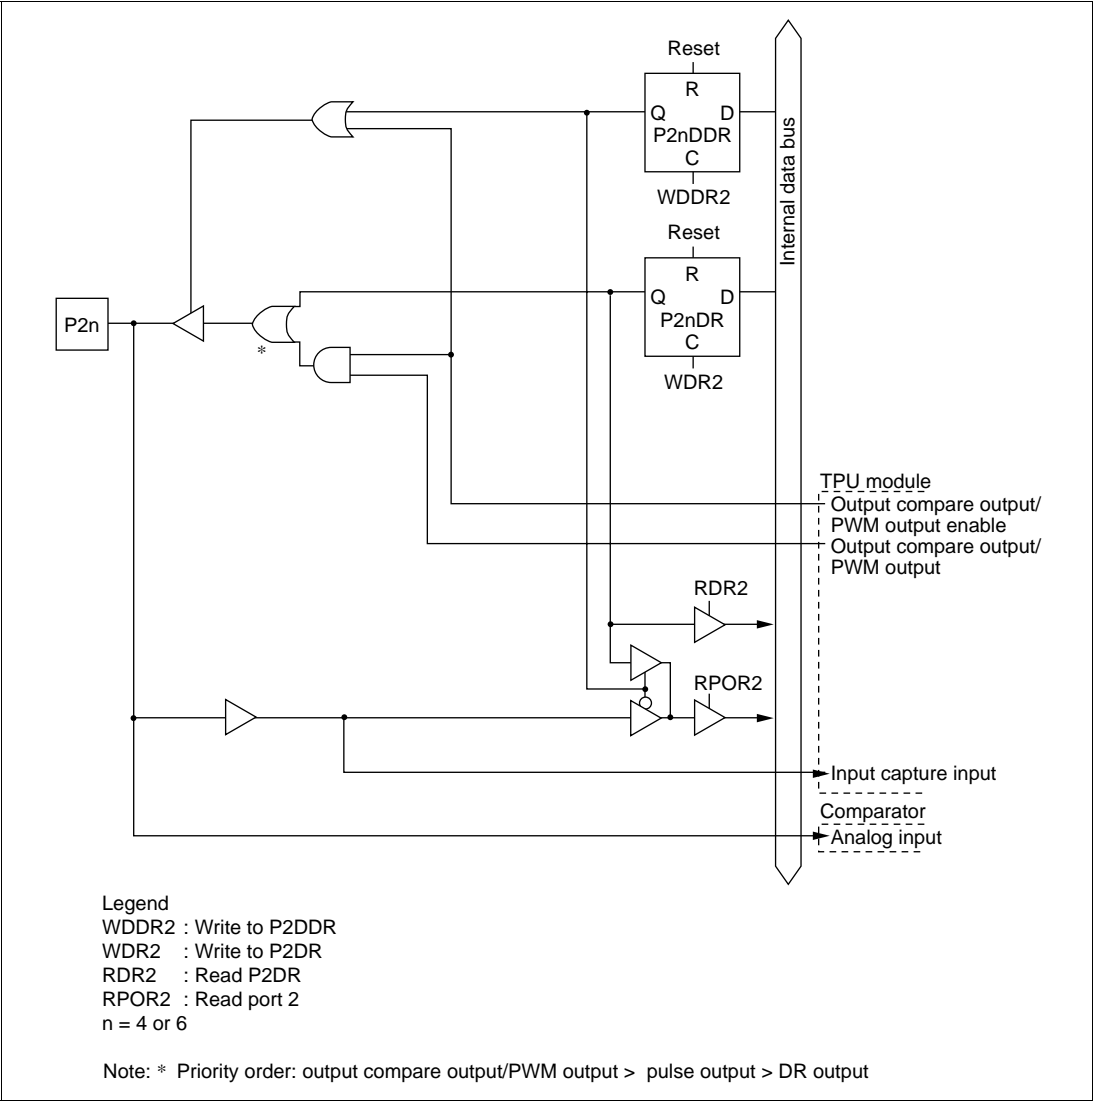 Reset
R
Q D
P2nDDR
C
WDDR2
Internal data bus
Reset
R
Q D
P2nDR
C
WDR2
P2n
*
TPU module
Output compare output/
PWM output enable
Output compare output/
PWM output
RDR2
RPOR2
Input capture input
Comparator
Analog input
Legend
WDDR2 : Write to P2DDR
WDR2 : Write to P2DR
RDR2 : Read P2DR
RPOR2 : Read port 2
n = 4 or 6
Note: * Priority order: output compare output/PWM output > pulse output > DR output